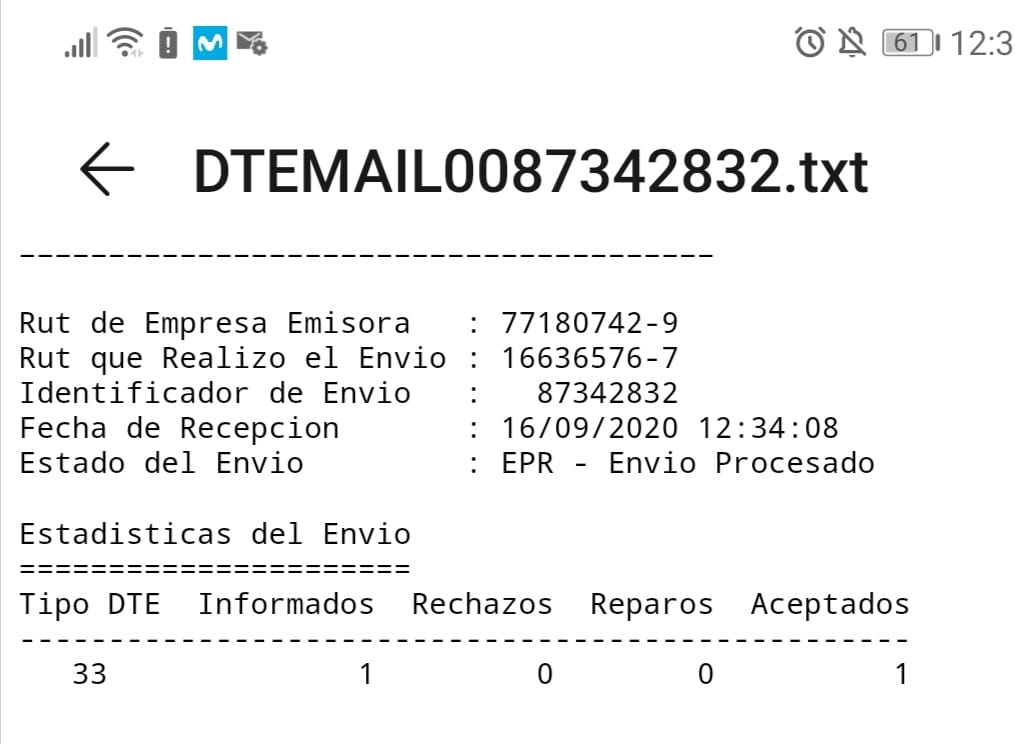 61 12:3
DTEMAIL0087342832.txt
---------------------------------------
Rut de Empresa Emisora : 77180742-9
Rut que Realizo el Envio : 16636576-7
Identificador de Envio : 87342832
Fecha de Recepcion : 16/09/2020 12:34:08
Estado del Envio : EPR - Envio Procesado
Estadisticas del Envio
======================
Tipo DTE Informados Rechazos Reparos Aceptados
--------------------------------------------------
33 1 0 0 1